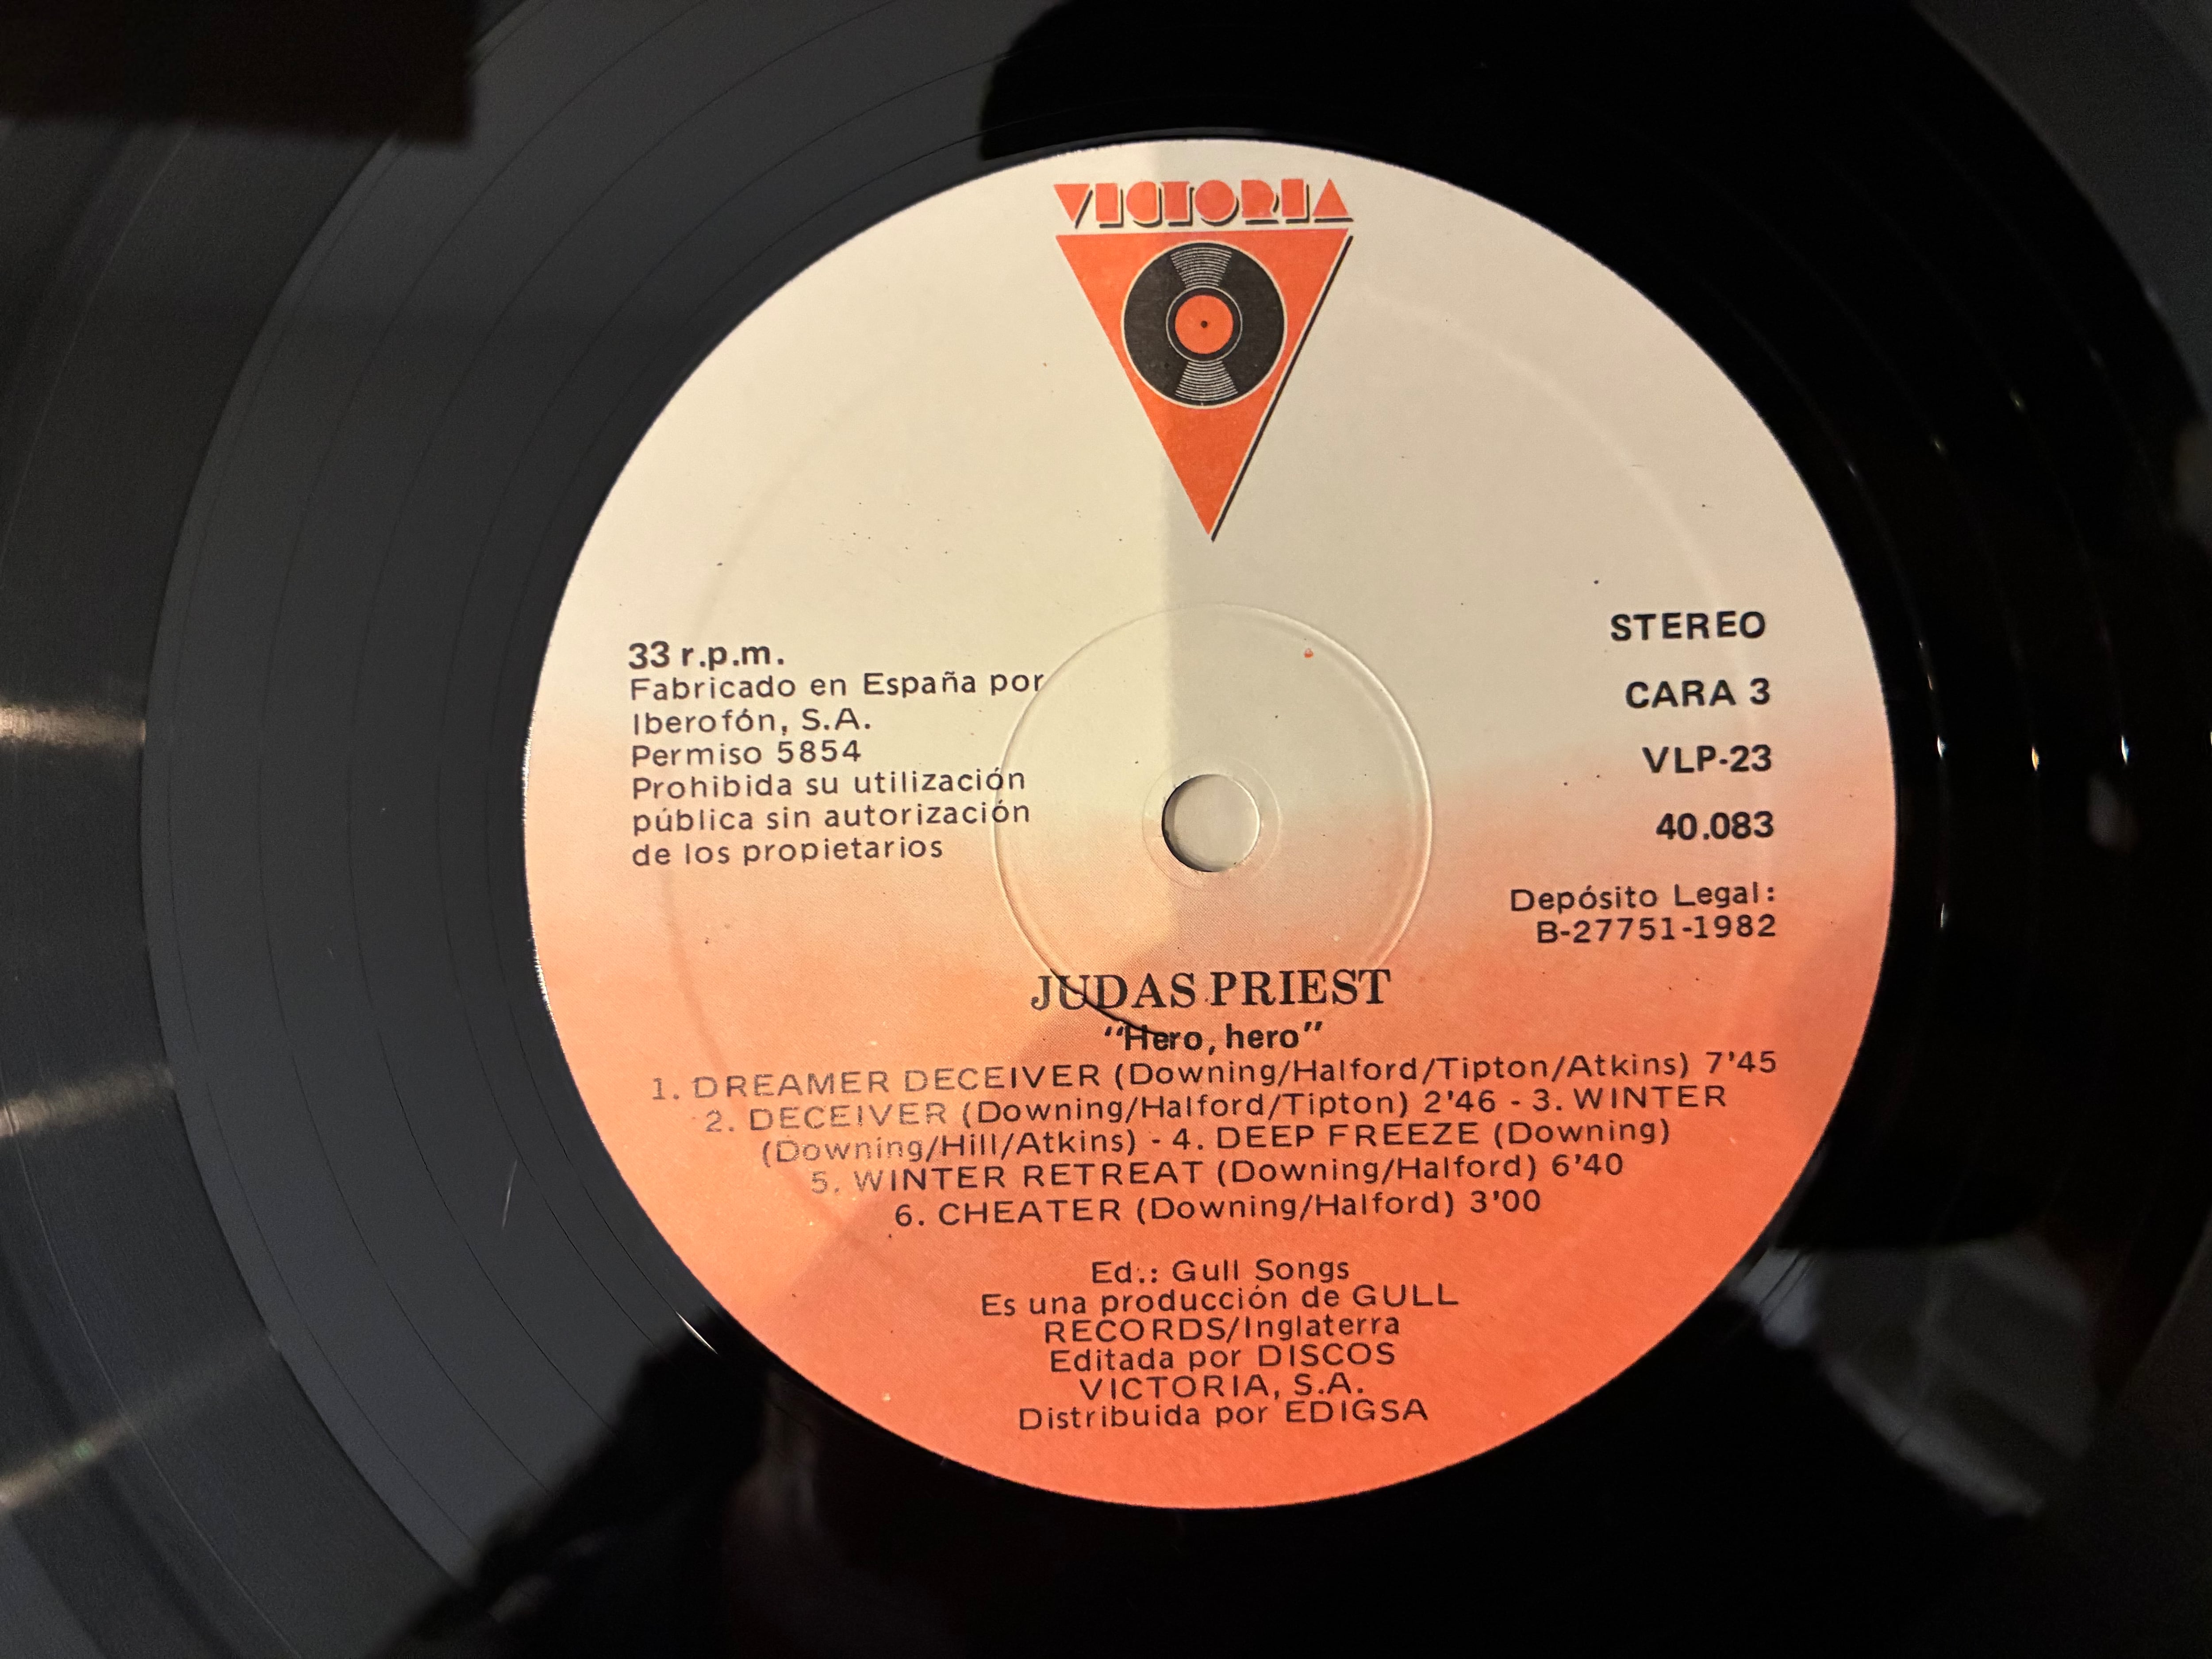 VICTORIA
33 r.p.m.
Fabricado en España por
Iberofón, S.A.
Permiso 5854
Prohibida su utilización
pública sin autorización
de los propietarios
STEREO
CARA 3
VLP-23
40.083
Depósito Legal:
B-27751-1982
JUDAS PRIEST
"Hero, hero"
1. DREAMER DECEIVER (Downing/Halford/Tipton/Atkins) 7'45
2. DECEIVER (Downing/Halford/Tipton) 2'46 - 3. WINTER
(Downing/Hill/Atkins) - 4. DEEP FREEZE (Downing)
5. WINTER RETREAT (Downing/Halford) 6'40
6. CHEATER (Downing/Halford) 3'00
Ed.: Gull Songs
Es una producción de GULL
RECORDS/Inglaterra
Editada por DISCOS
VICTORIA, S.A.
Distribuida por EDIGSA